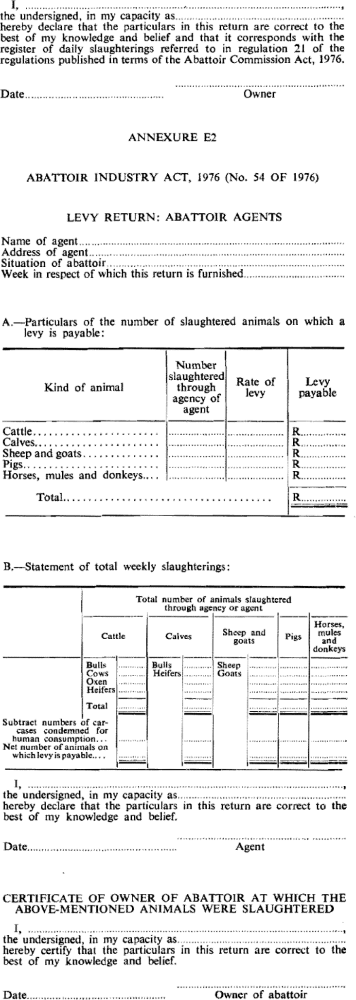 I, ........................................................................,
the undersigned, in my capacity as........................................
hereby declare that the particulars in this return are correct to the
best of my knowledge and belief and that it corresponds with the
register of daily slaughterings referred to in regulation 21 of the
regulations published in terms of the Abattoir Commission Act, 1976.
Date........................................
Owner
ANNEXURE E2
ABATTOIR INDUSTRY ACT, 1976 (No. 54 OF 1976)
LEVY RETURN: ABATTOIR AGENTS
Name of agent........................................
Address of agent........................................
Situation of abattoir........................................
Week in respect of which this return is furnished........................................
A.—Particulars of the number of slaughtered animals on which a
levy is payable:
Kind of animal
Number
slaughtered
through
agency of
agent
Rate of
levy
Levy
payable
Cattle.................... R............
Calves.................... R............
Sheep and goats.................... R............
Pigs.................... R............
Horses, mules and donkeys.... R............
Total.................... R............
B.—Statement of total weekly slaughterings:
Total number of animals slaughtered
through agency or agent
Cattle
Calves
Sheep and
goats
Pigs
Horses,
mules
and
donkeys
Bulls .......... Bulls .......... Sheep ..........
Cows .......... Heifers .......... Goats ..........
Oxen ..........
Heifers ..........
Total ..........
Subtract numbers of car-
cases condemned for
human consumption...
Net number of animals on
which levy is payable....
I, ........................................................................,
the undersigned, in my capacity as........................................
hereby declare that the particulars in this return are correct to the
best of my knowledge and belief.
Date........................................
Agent
CERTIFICATE OF OWNER OF ABATTOIR AT WHICH THE
ABOVE-MENTIONED ANIMALS WERE SLAUGHTERED
I, ........................................................................,
the undersigned, in my capacity as........................................
hereby certify that the particulars in this return are correct to the
best of my knowledge and belief.
Date........................................
Owner of abattoir